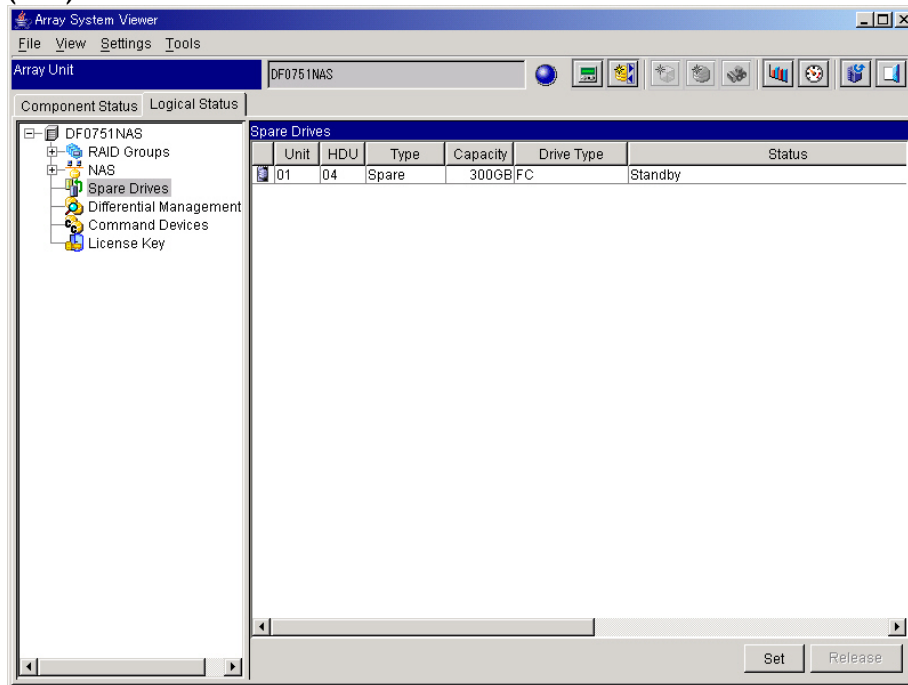 Array System Viewer
File View Settings Tools
Array Unit DF0751NAS
Component Status Logical Status
DF0751NAS
RAID Groups
NAS
Spare Drives
Differential Management
Command Devices
License Key
Spare Drives
Unit HDU Type Capacity Drive Type Status
01 04 Spare 300GB FC Standby
Set Release